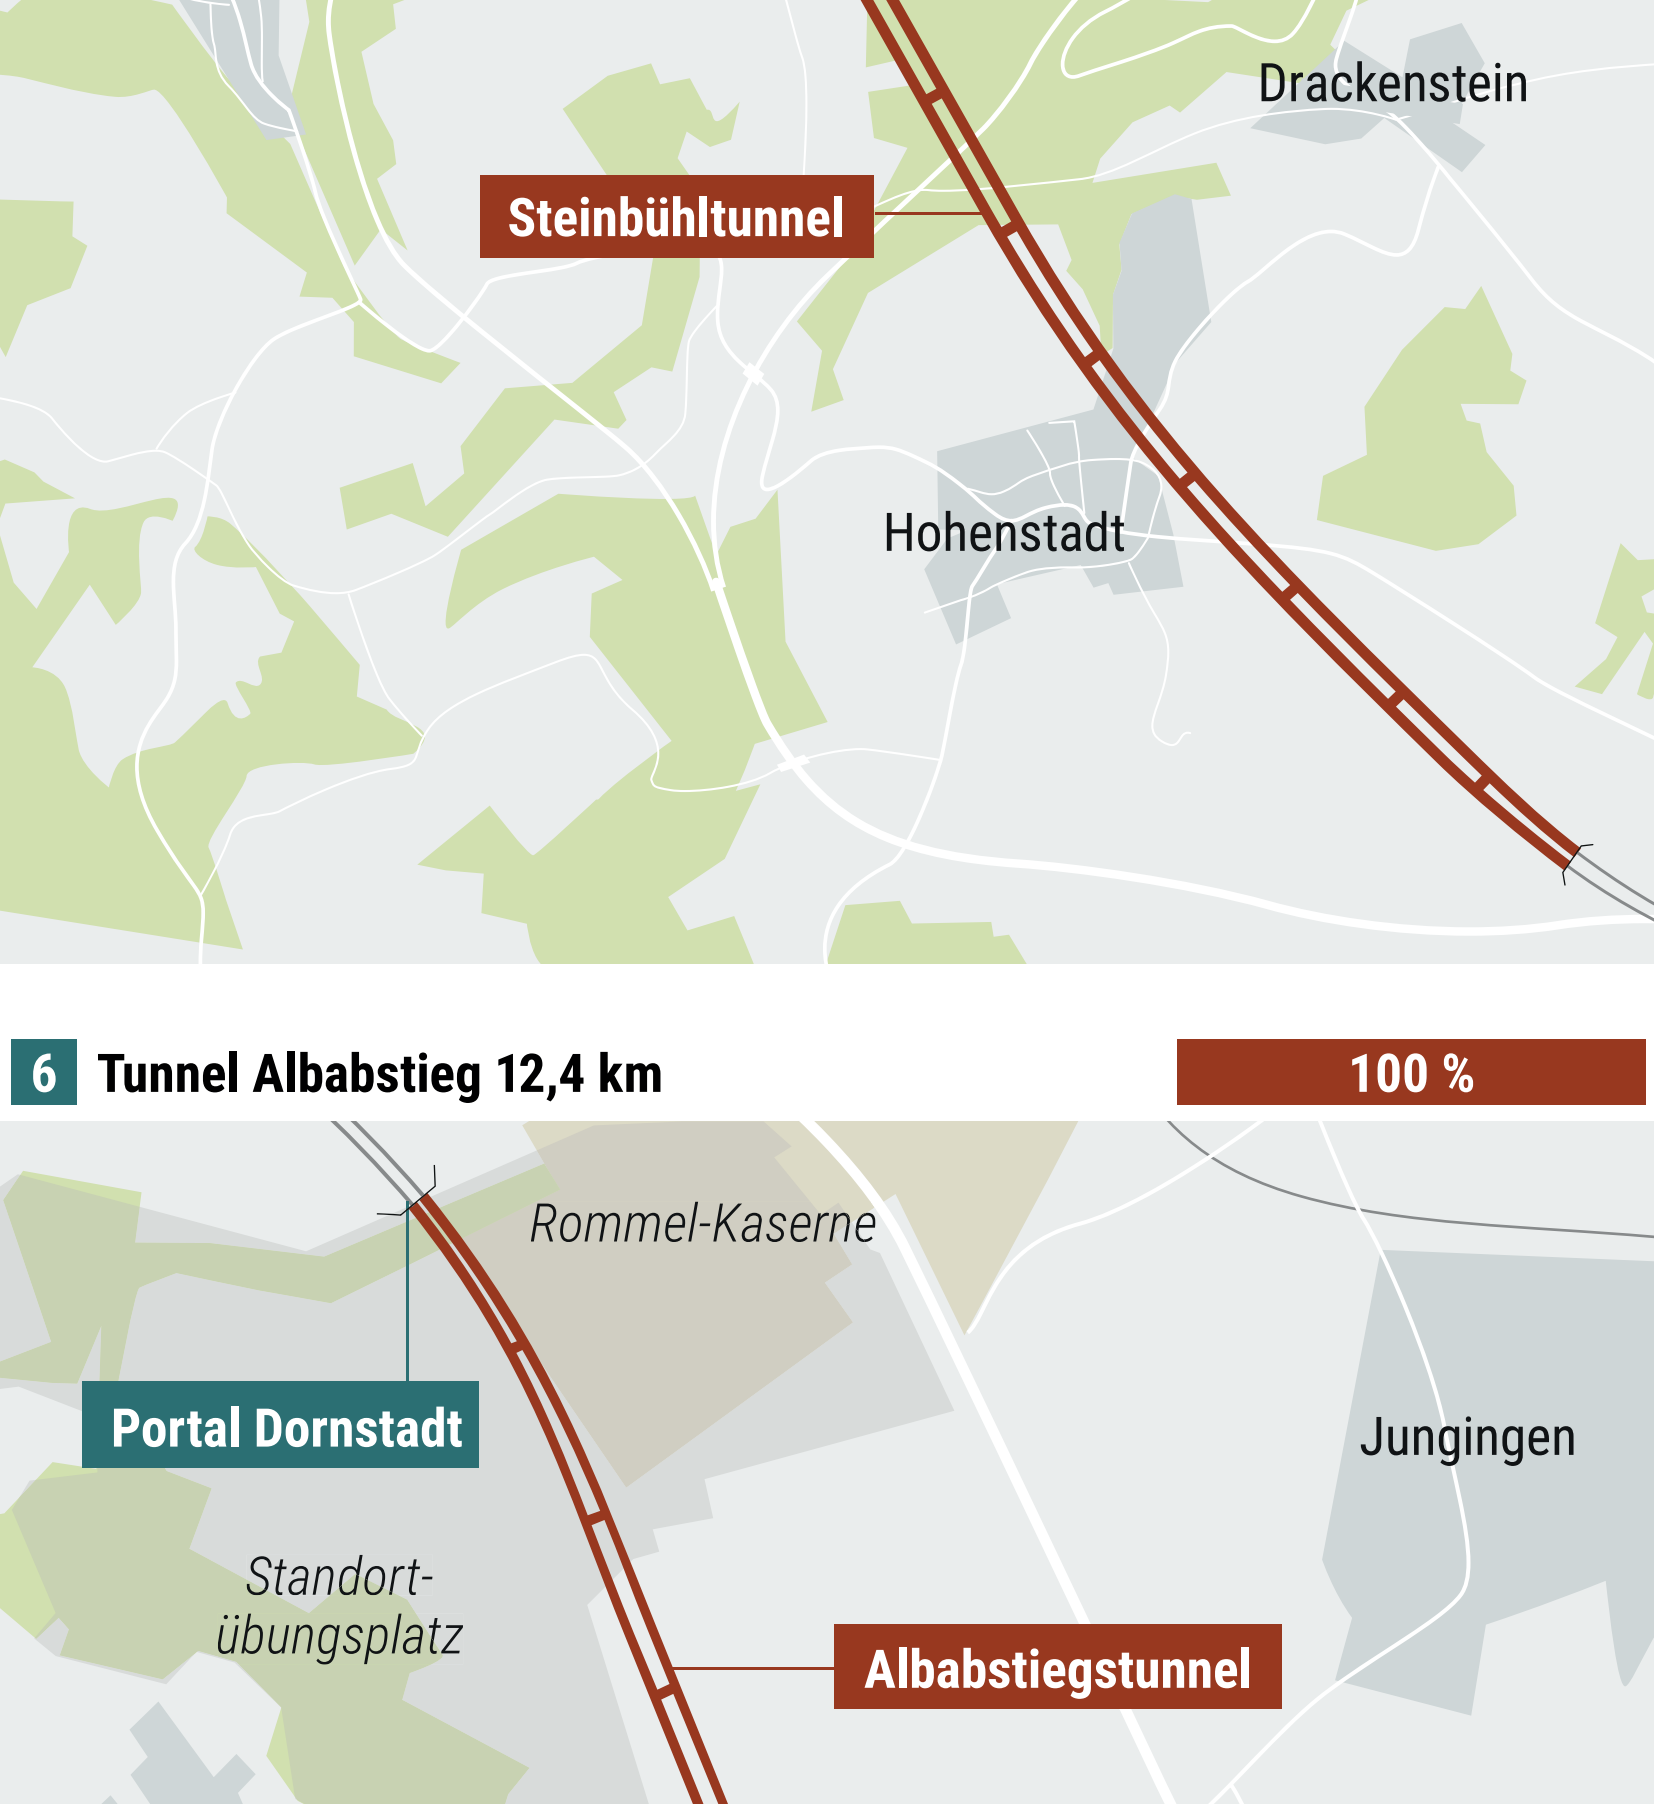 Drackenstein
Steinbühltunnel
Hohenstadt
6 Tunnel Albabstieg 12,4 km 100 %
Rommel-Kaserne
Portal Dornstadt
Jungingen
Standort-
übungsplatz
Albabstiegstunnel